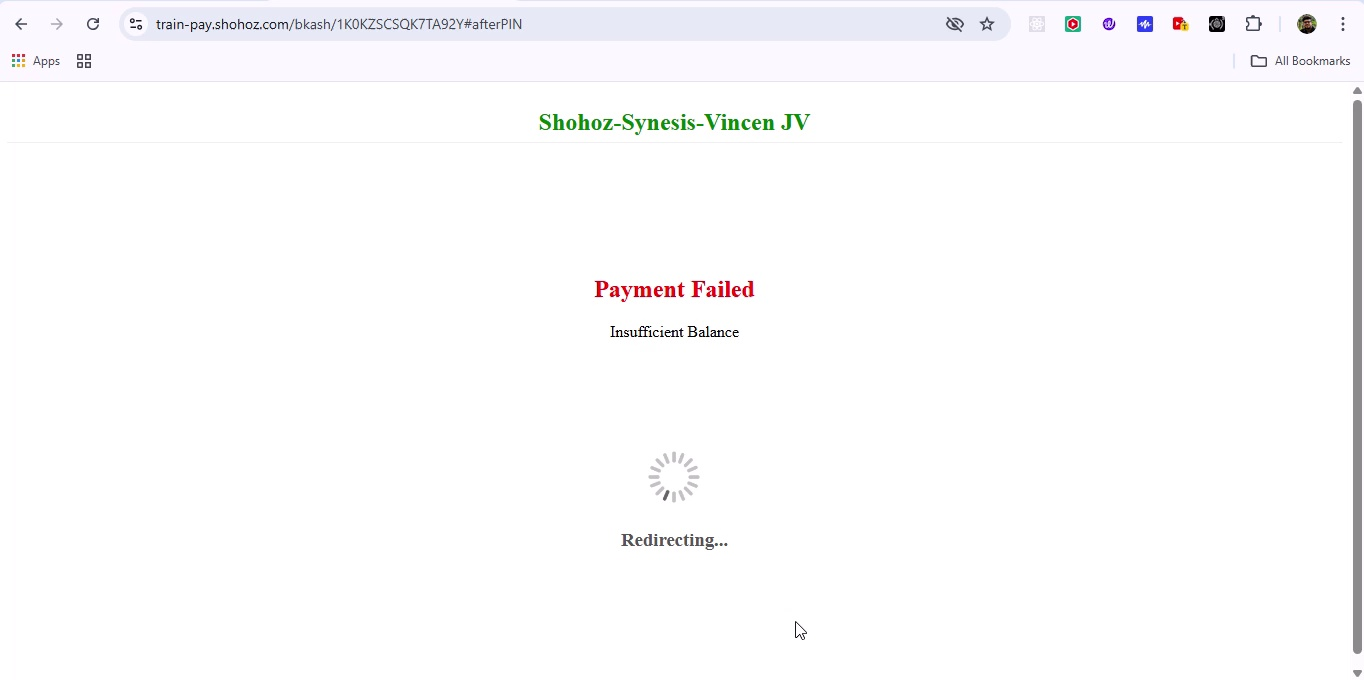 train-pay.shohoz.com/bkash/1K0KZSCSQK7TA92Y#afterPIN
Apps
All Bookmarks
Shohoz-Synesis-Vincen JV
Payment Failed
Insufficient Balance
Redirecting...